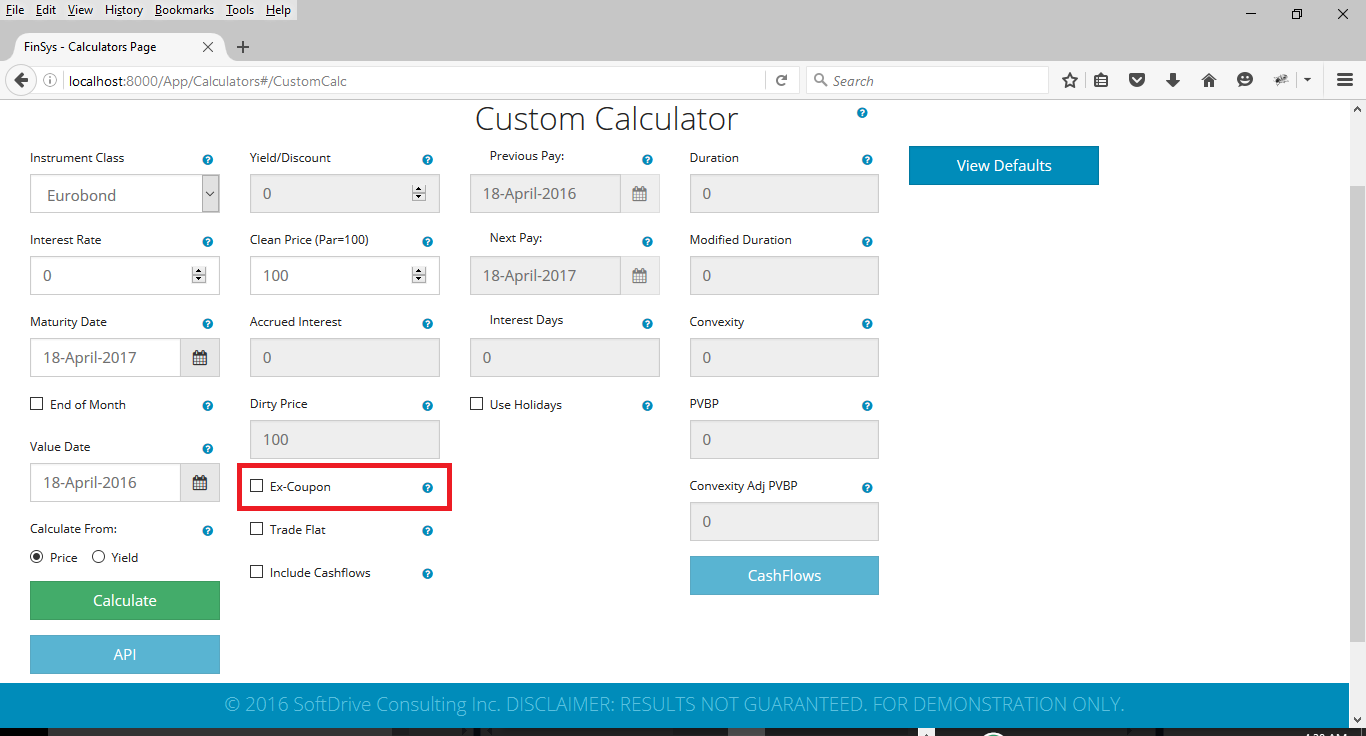 File Edit View History Bookmarks Tools Help
FinSys - Calculators Page
localhost:8000/App/Calculators#/CustomCalc
Search
Custom Calculator
Instrument Class
Eurobond
Interest Rate
0
Maturity Date
18-April-2017
End of Month
Value Date
18-April-2016
Calculate From:
Price Yield
Calculate
API
Yield/Discount
0
Clean Price (Par=100)
100
Accrued Interest
0
Dirty Price
100
Ex-Coupon
Trade Flat
Include Cashflows
Previous Pay:
18-April-2016
Next Pay:
18-April-2017
Interest Days
0
Use Holidays
Duration
0
Modified Duration
0
Convexity
0
PVBP
0
Convexity Adj PVBP
0
CashFlows
View Defaults
© 2016 SoftDrive Consulting Inc. DISCLAIMER: RESULTS NOT GUARANTEED. FOR DEMONSTRATION ONLY.